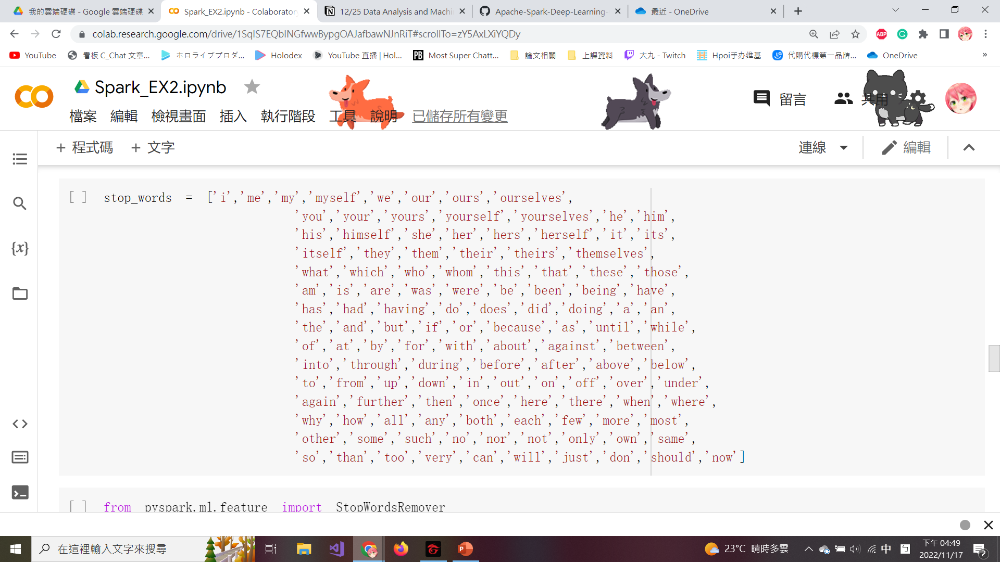 我的雲端硬碟 - Google 雲端硬碟
Spark_EX2.ipynb - Colaboratory
12/25 Data Analysis and Machi
Apache-Spark-Deep-Learning-
最近 - OneDrive
colab.research.google.com/drive/1SqIS7EQbINGfwwBypgOAJafbawNJnRiT#scrollTo=zY5AxLXiYQDy
ABP
YouTube
看板 C_Chat 文章...
ホロライブプロダ...
Holodex
YouTube 直播 | Hol...
Most Super Chatt...
論文相關
上課資料
大丸 - Twitch
Hpoi手办维基
代購代標第一品牌...
OneDrive
»
Spark_EX2.ipynb
留言
共用
檔案 編輯 檢視畫面 插入 執行階段 工具 說明 已儲存所有變更
+ 程式碼 + 文字
連線
編輯
[ ] stop_words = ['i','me','my','myself','we','our','ours','ourselves',
'you','your','yours','yourself','yourselves','he','him',
'his','himself','she','her','hers','herself','it','its',
'itself','they','them','their','theirs','themselves',
'what','which','who','whom','this','that','these','those',
'am','is','are','was','were','be','been','being','have',
'has','had','having','do','does','did','doing','a','an',
'the','and','but','if','or','because','as','until','while',
'of','at','by','for','with','about','against','between',
'into','through','during','before','after','above','below',
'to','from','up','down','in','out','on','off','over','under',
'again','further','then','once','here','there','when','where',
'why','how','all','any','both','each','few','more','most',
'other','some','such','no','nor','not','only','own','same',
'so','than','too','very','can','will','just','don','should','now']
[ ] from pyspark.ml.feature import StopWordsRemover
在這裡輸入文字來搜尋
23°C 晴時多雲
中
下午 04:49
2022/11/17
2